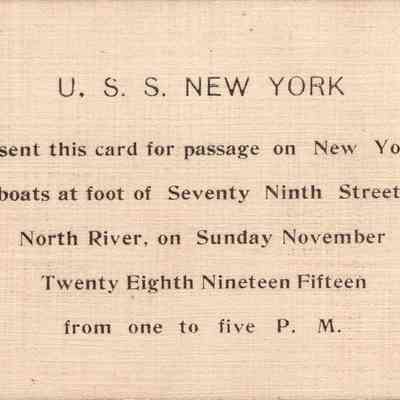 U. S. S. NEW YORK
sent this card for passage on New Yo
boats at foot of Seventy Ninth Street
North River, on Sunday November
Twenty Eighth Nineteen Fifteen
from one to five P. M.